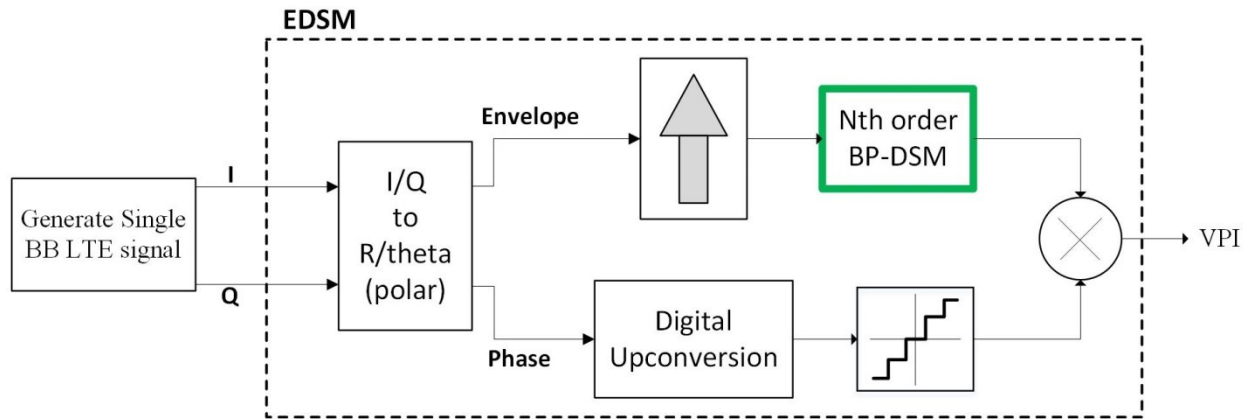 EDSM
Envelope
Nth order
BP-DSM
I
I/Q
to
R/theta
(polar)
Generate Single
BB LTE signal
Q
VPI
Phase
Digital
Upconversion